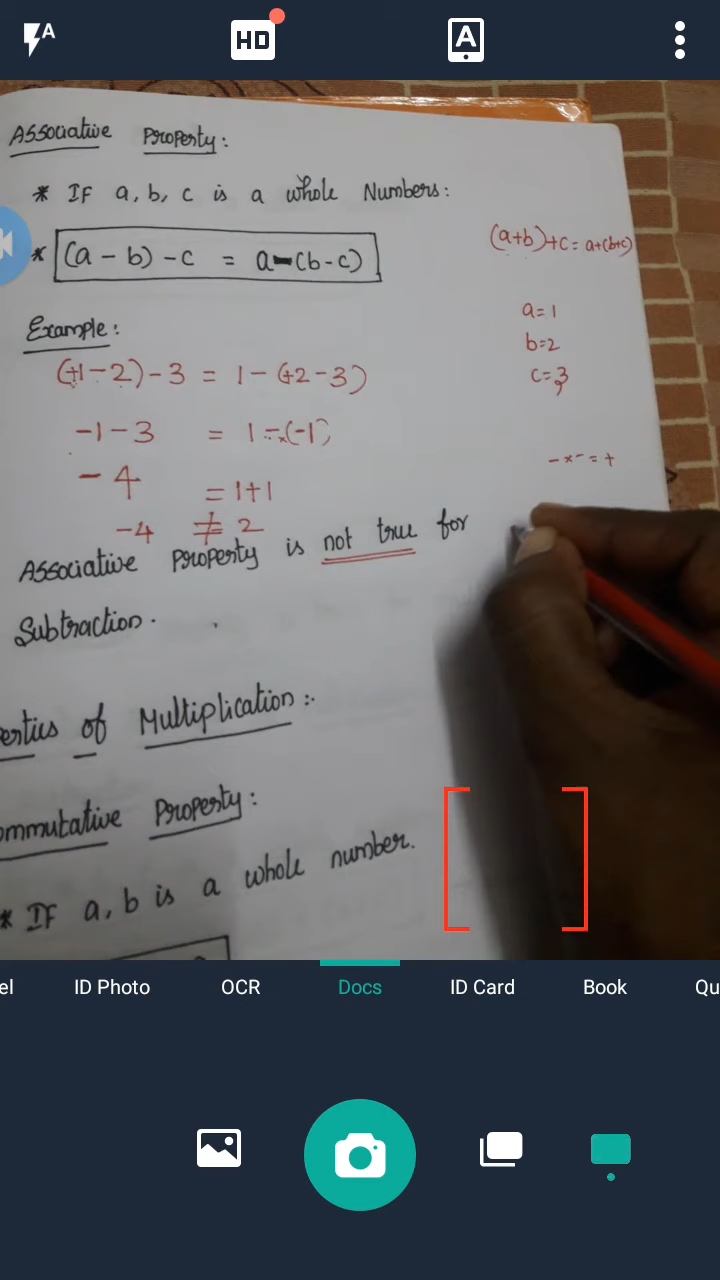 A
HD
A
Associative Property:
* IF a, b, c is a whole Numbers:
* (a - b) - c = a - (b - c)
(a+b)+c = a+(b+c)
Example:
a=1
b=2
c=3
(+1-2)-3 = 1-(+2-3)
-1-3 = 1-(-1)
-×- = +
-4 = 1+1
-4 ≠ 2
Associative Property is not true for
Subtraction.
erties of Multiplication:
ommutative Property:
* IF a, b is a whole number.
el ID Photo OCR Docs ID Card Book Qu